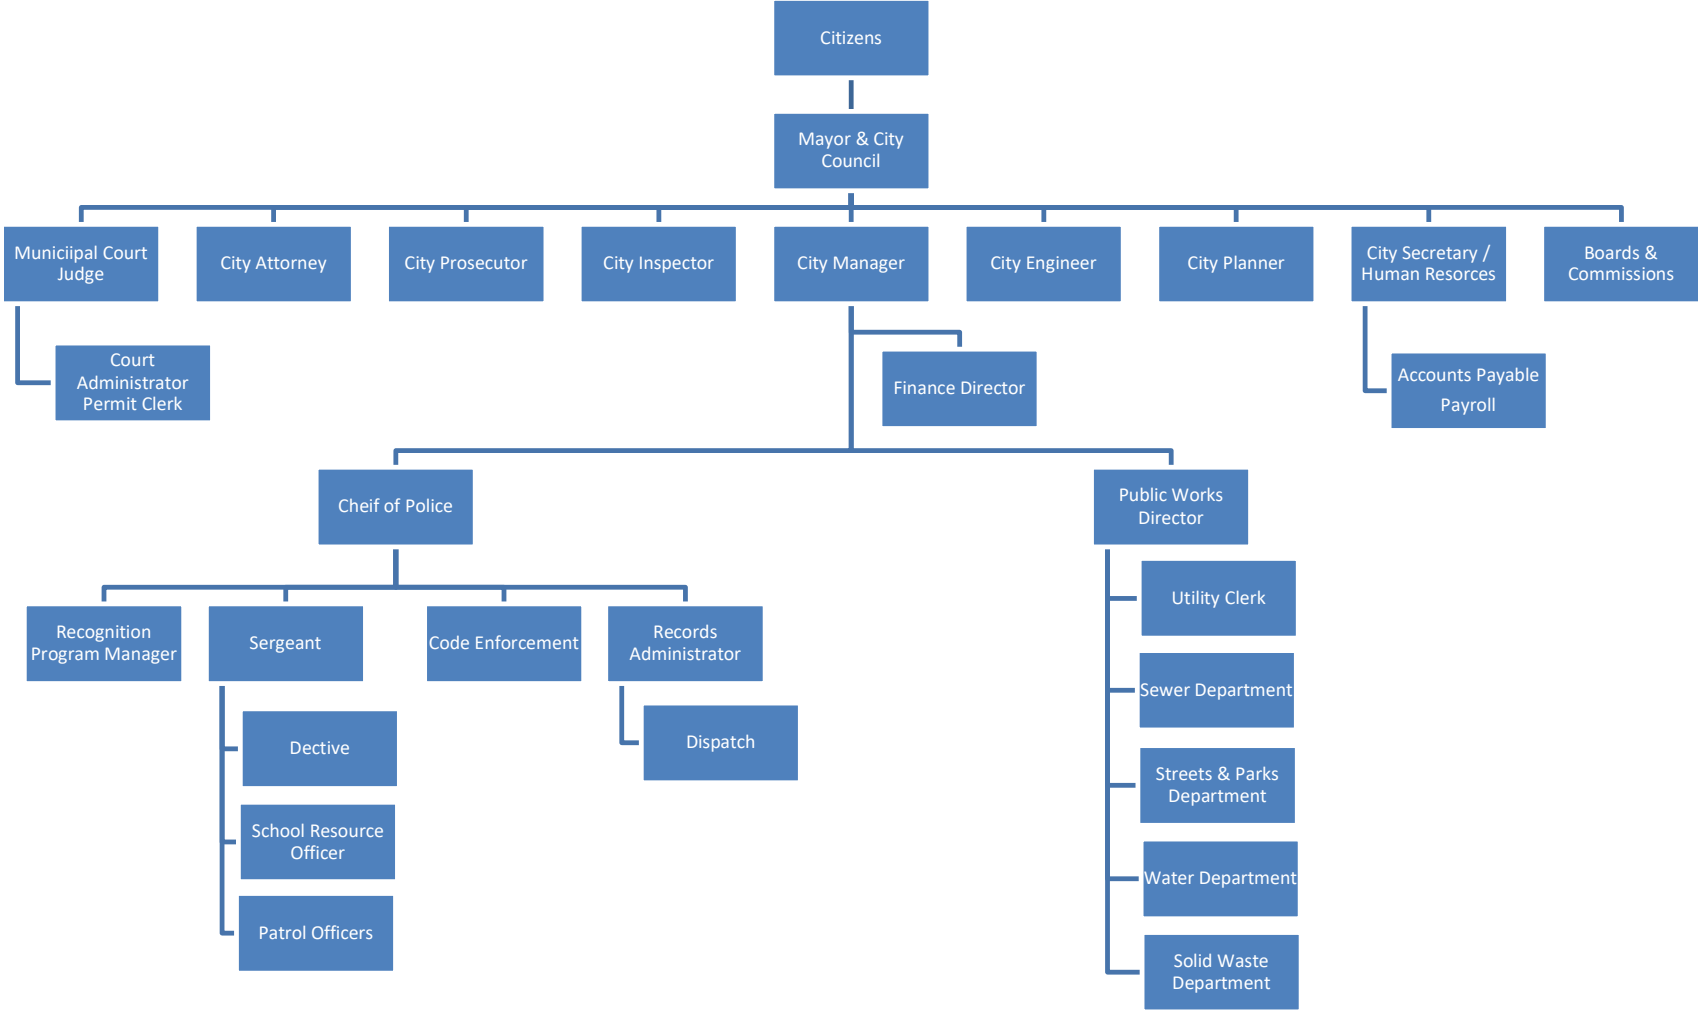 Citizens
Mayor & City
Council
Municiipal Court
Judge
City Attorney
City Prosecutor
City Inspector
City Manager
City Engineer
City Planner
City Secretary /
Human Resorces
Boards &
Commissions
Court
Administrator
Permit Clerk
Finance Director
Accounts Payable
Payroll
Cheif of Police
Public Works
Director
Recognition
Program Manager
Sergeant
Code Enforcement
Records
Administrator
Dective
School Resource
Officer
Patrol Officers
Dispatch
Utility Clerk
Sewer Department
Streets & Parks
Department
Water Department
Solid Waste
Department